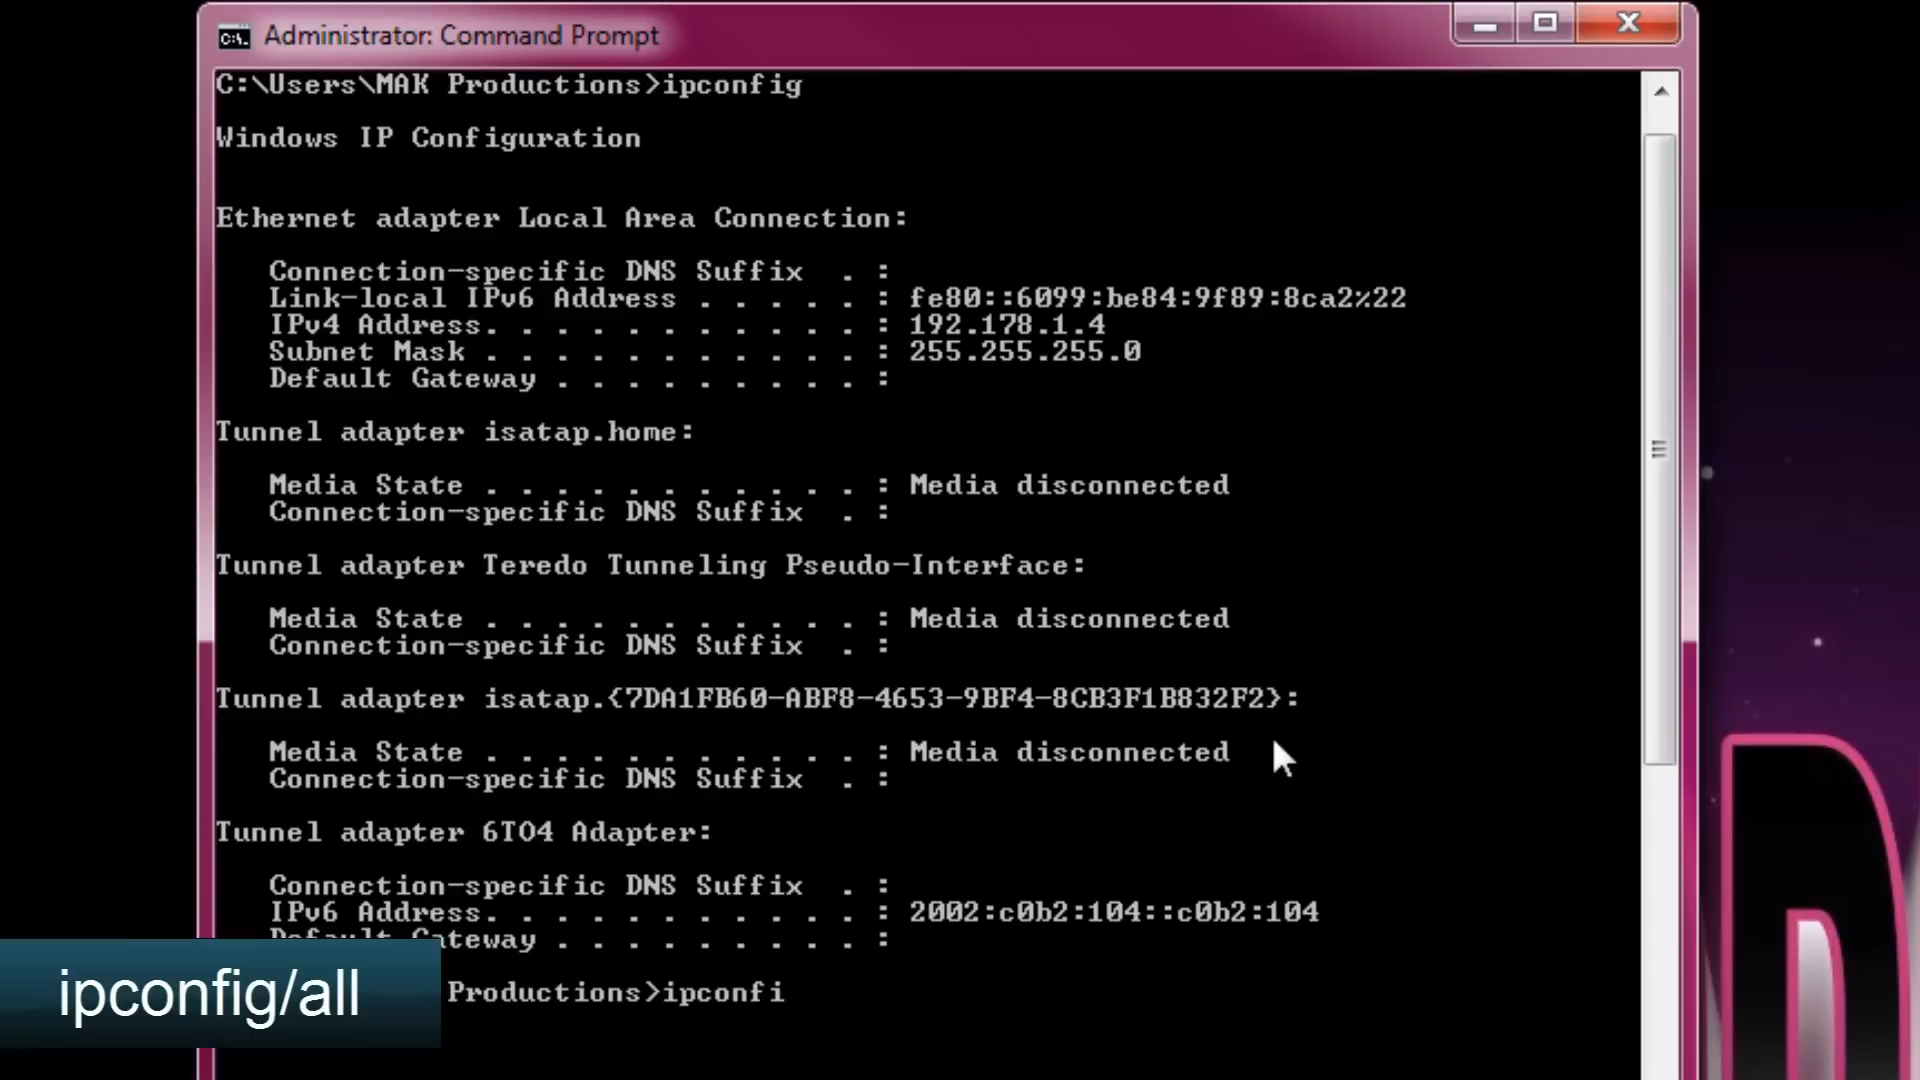 Administrator: Command Prompt
C:\Users\MAK Productions>ipconfig
Windows IP Configuration
Ethernet adapter Local Area Connection:
Connection-specific DNS Suffix . :
Link-local IPv6 Address . . . . . : fe80::6099:be84:9f89:8ca2%22
IPv4 Address. . . . . . . . . . . : 192.178.1.4
Subnet Mask . . . . . . . . . . . : 255.255.255.0
Default Gateway . . . . . . . . . :
Tunnel adapter isatap.home:
Media State . . . . . . . . . . . : Media disconnected
Connection-specific DNS Suffix . :
Tunnel adapter Teredo Tunneling Pseudo-Interface:
Media State . . . . . . . . . . . : Media disconnected
Connection-specific DNS Suffix . :
Tunnel adapter isatap.{7DA1FB60-ABF8-4653-9BF4-8CB3F1B832F2}:
Media State . . . . . . . . . . . : Media disconnected
Connection-specific DNS Suffix . :
Tunnel adapter 6TO4 Adapter:
Connection-specific DNS Suffix . :
IPv6 Address. . . . . . . . . . . : 2002:c0b2:104::c0b2:104
Default Gateway . . . . . . . . . :
Productions>ipconfi
ipconfig/all